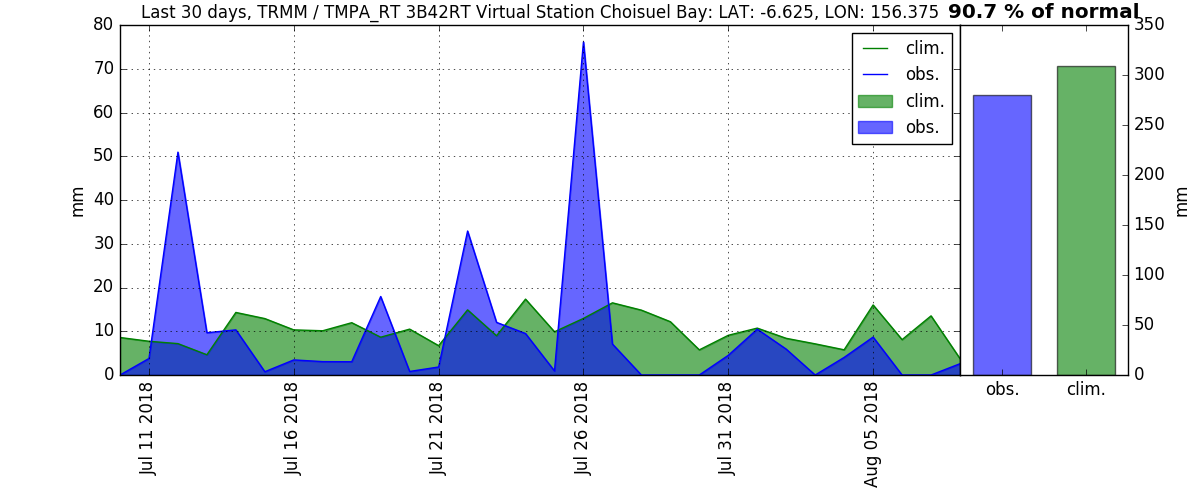 Last 30 days, TRMM / TMPA_RT 3B42RT Virtual Station Choisuel Bay: LAT: -6.625, LON: 156.375
90.7 % of normal
80
70
60
50
40
30
20
10
0
mm
clim.
obs.
clim.
obs.
350
300
250
200
150
100
50
0
mm
Jul 11 2018
Jul 16 2018
Jul 21 2018
Jul 26 2018
Jul 31 2018
Aug 05 2018
obs.
clim.